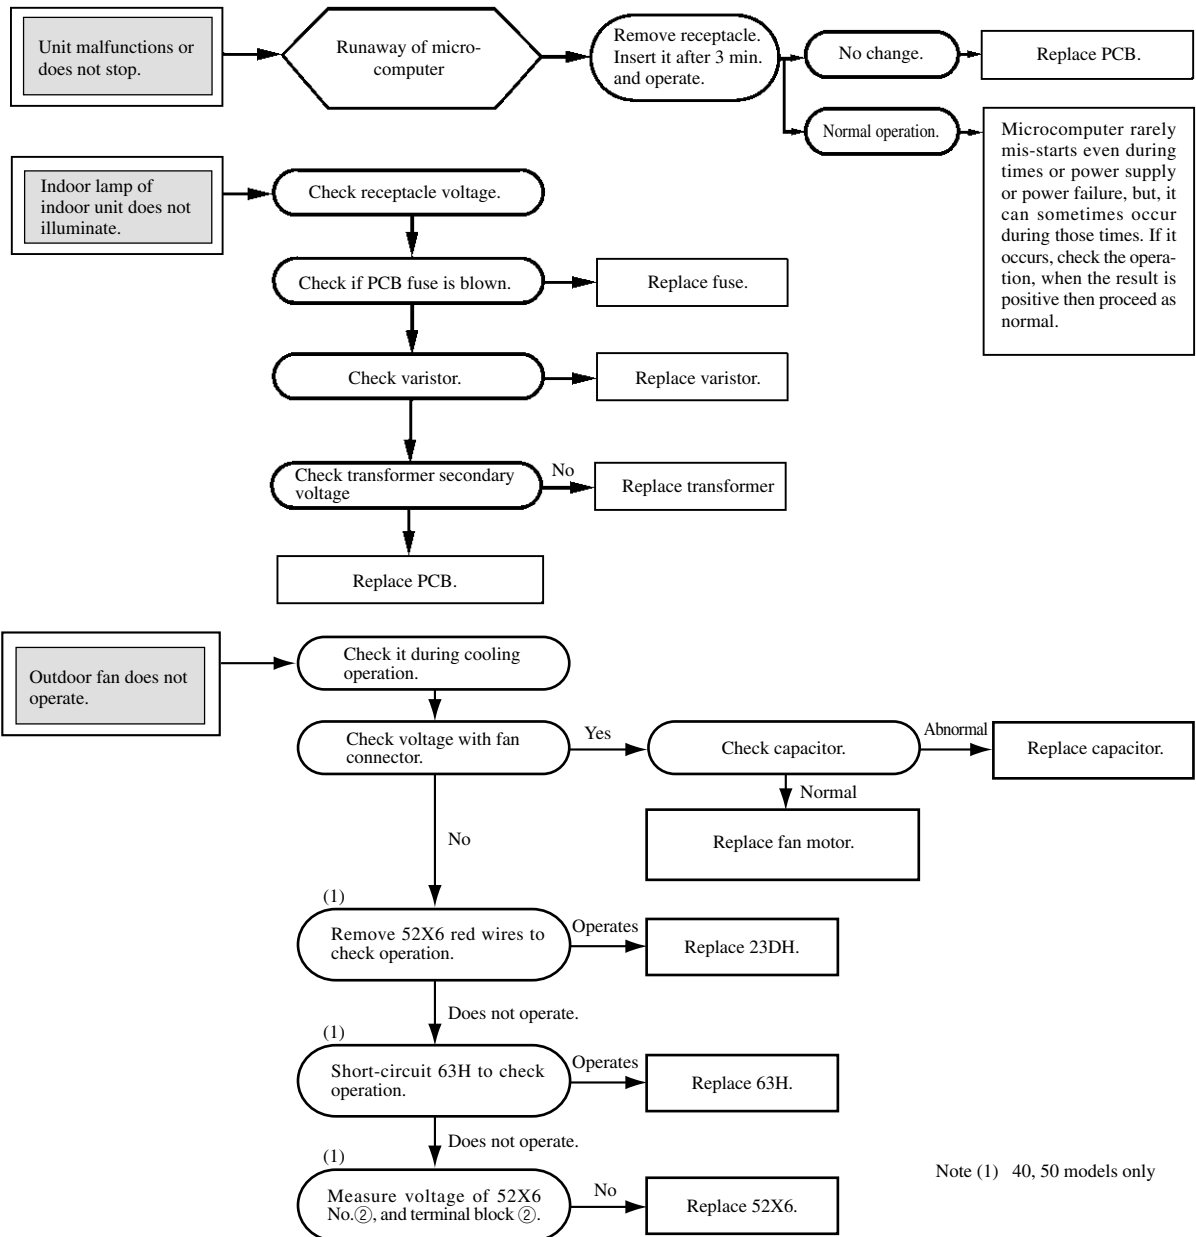 Unit malfunctions or
does not stop.
Runaway of micro-
computer
Remove receptacle.
Insert it after 3 min.
and operate.
No change.
Replace PCB.
Normal operation.
Microcomputer rarely
mis-starts even during
times or power supply
or power failure, but, it
can sometimes occur
during those times. If it
occurs, check the opera-
tion, when the result is
positive then proceed as
normal.
Indoor lamp of
indoor unit does not
illuminate.
Check receptacle voltage.
Check if PCB fuse is blown.
Replace fuse.
Check varistor.
Replace varistor.
Check transformer secondary
voltage
No
Replace transformer
Replace PCB.
Outdoor fan does not
operate.
Check it during cooling
operation.
Check voltage with fan
connector.
Yes
Check capacitor.
Abnormal
Replace capacitor.
Normal
Replace fan motor.
No
(1)
Remove 52X6 red wires to
check operation.
Operates
Replace 23DH.
Does not operate.
(1)
Short-circuit 63H to check
operation.
Operates
Replace 63H.
Does not operate.
(1)
Measure voltage of 52X6
No.②, and terminal block ②.
No
Replace 52X6.
Note (1) 40, 50 models only